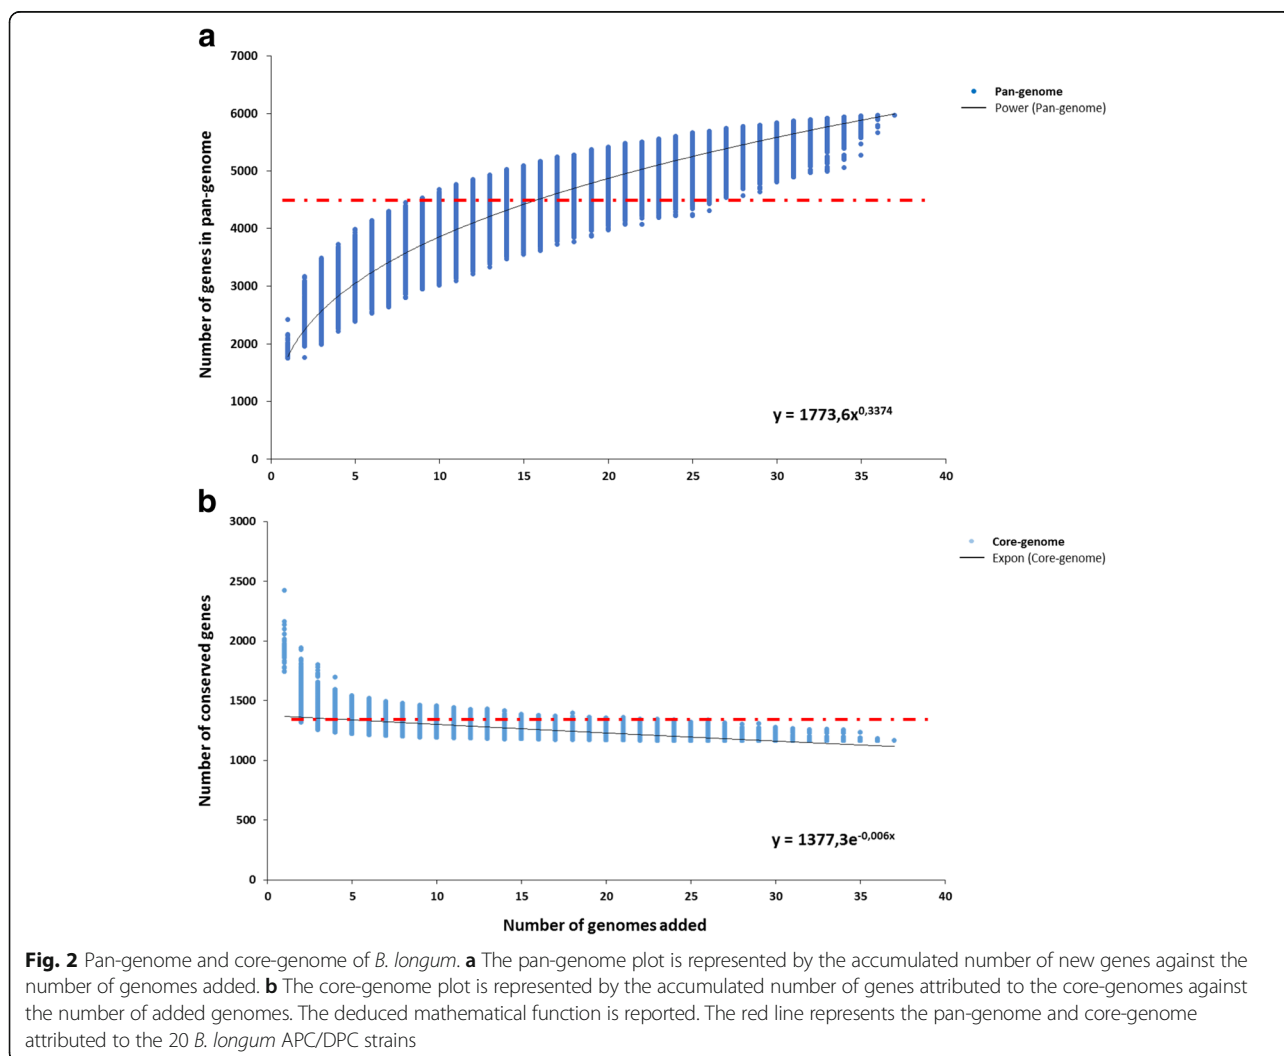 a
7000
6000
5000
4000
3000
2000
1000
0
Number of genes in pan-genome
0 5 10 15 20 25 30 35 40
Pan-genome
Power (Pan-genome)
y = 1773,6x^0,3374
b
3000
2500
2000
1500
1000
500
0
Number of conserved genes
0 5 10 15 20 25 30 35 40
Core-genome
Expon (Core-genome)
y = 1377,3e^-0,006x
Number of genomes added
Fig. 2 Pan-genome and core-genome of B. longum. a The pan-genome plot is represented by the accumulated number of new genes against the
number of genomes added. b The core-genome plot is represented by the accumulated number of genes attributed to the core-genomes against
the number of added genomes. The deduced mathematical function is reported. The red line represents the pan-genome and core-genome
attributed to the 20 B. longum APC/DPC strains